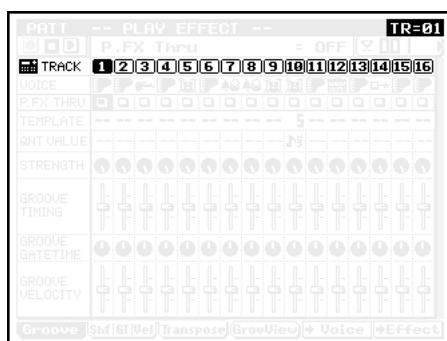 PATT -- PLAY EFFECT -- TR=01
P.FX Thru = OFF
TRACK 1 2 3 4 5 6 7 8 9 10 11 12 13 14 15 16
VOICE
P.FX THRU
TEMPLATE -- -- -- -- -- -- -- -- -- 5 -- -- -- -- -- --
QNT VALUE -- -- -- -- -- -- -- -- -- -- -- -- -- -- --
STRENGTH
GROOVE
TIMING
GROOVE
GATETIME
GROOVE
VELOCITY
Groove Shf|GT|Vel Transpose GrovView → Voice →Effect